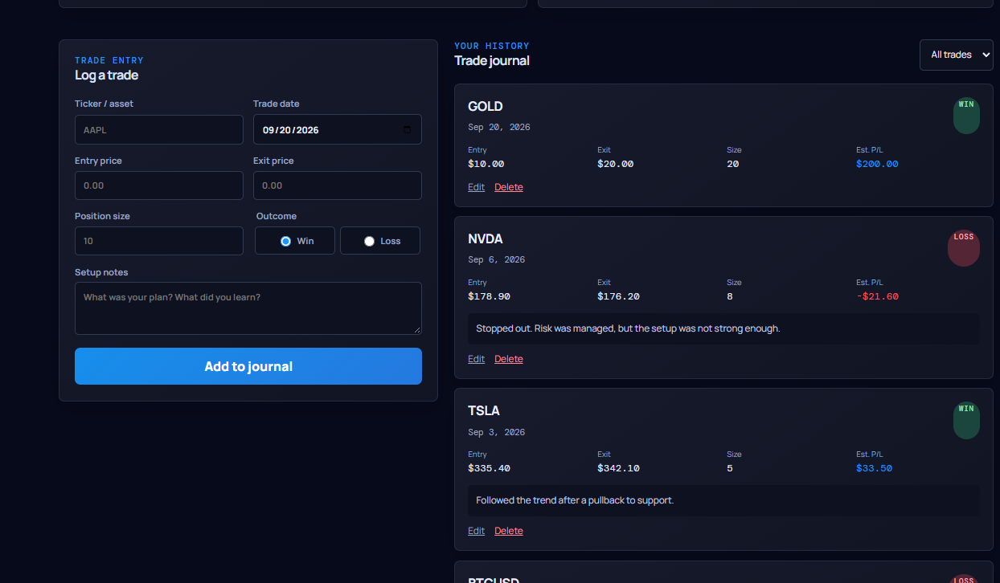 TRADE ENTRY
Log a trade
Ticker / asset
Trade date
AAPL
09/20/2026
Entry price
Exit price
0.00
0.00
Position size
Outcome
10
Win
Loss
Setup notes
What was your plan? What did you learn?
Add to journal
YOUR HISTORY
Trade journal
All trades
GOLD
WIN
Sep 20, 2026
Entry
Exit
Size
Est. P/L
$10.00
$20.00
20
$200.00
Edit
Delete
NVDA
LOSS
Sep 6, 2026
Entry
Exit
Size
Est. P/L
$178.90
$176.20
8
-$21.60
Stopped out. Risk was managed, but the setup was not strong enough.
Edit
Delete
TSLA
WIN
Sep 3, 2026
Entry
Exit
Size
Est. P/L
$335.40
$342.10
5
$33.50
Followed the trend after a pullback to support.
Edit
Delete
BTCUSD
LOSS